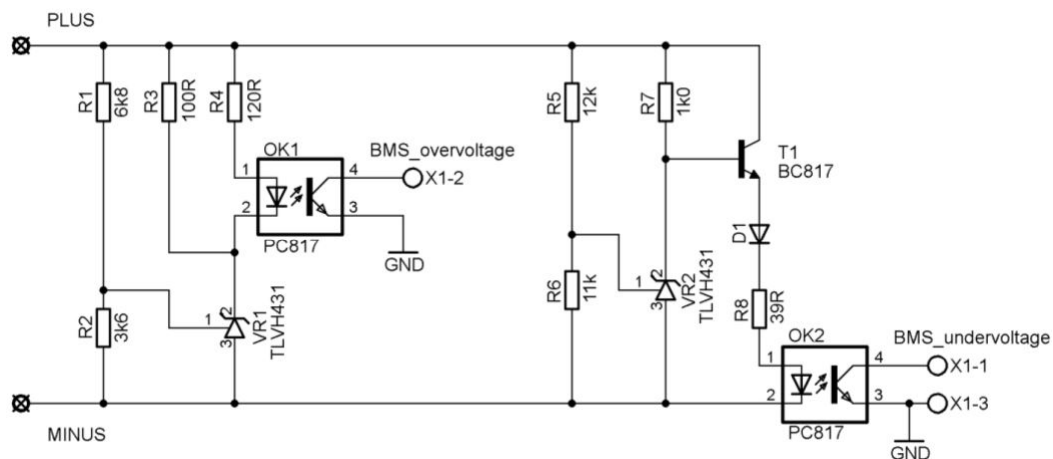 PLUS
R1
6k8
R3
100R
R4
120R
OK1
1
2
4
3
PC817
BMS_overvoltage
X1-2
GND
R2
3k6
1
2
3
VR1
TLVH431
MINUS
R5
12k
R7
1k0
T1
BC817
D1
R6
11k
1
2
3
VR2
TLVH431
R8
39R
OK2
1
2
4
3
PC817
BMS_undervoltage
X1-1
X1-3
GND